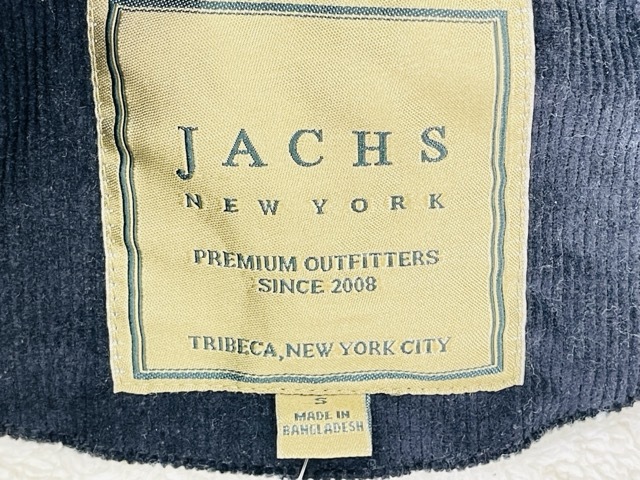 JACHS
NEW YORK
PREMIUM OUTFITTERS
SINCE 2008
TRIBECA, NEW YORK CITY
S
MADE IN
BANGLADESH